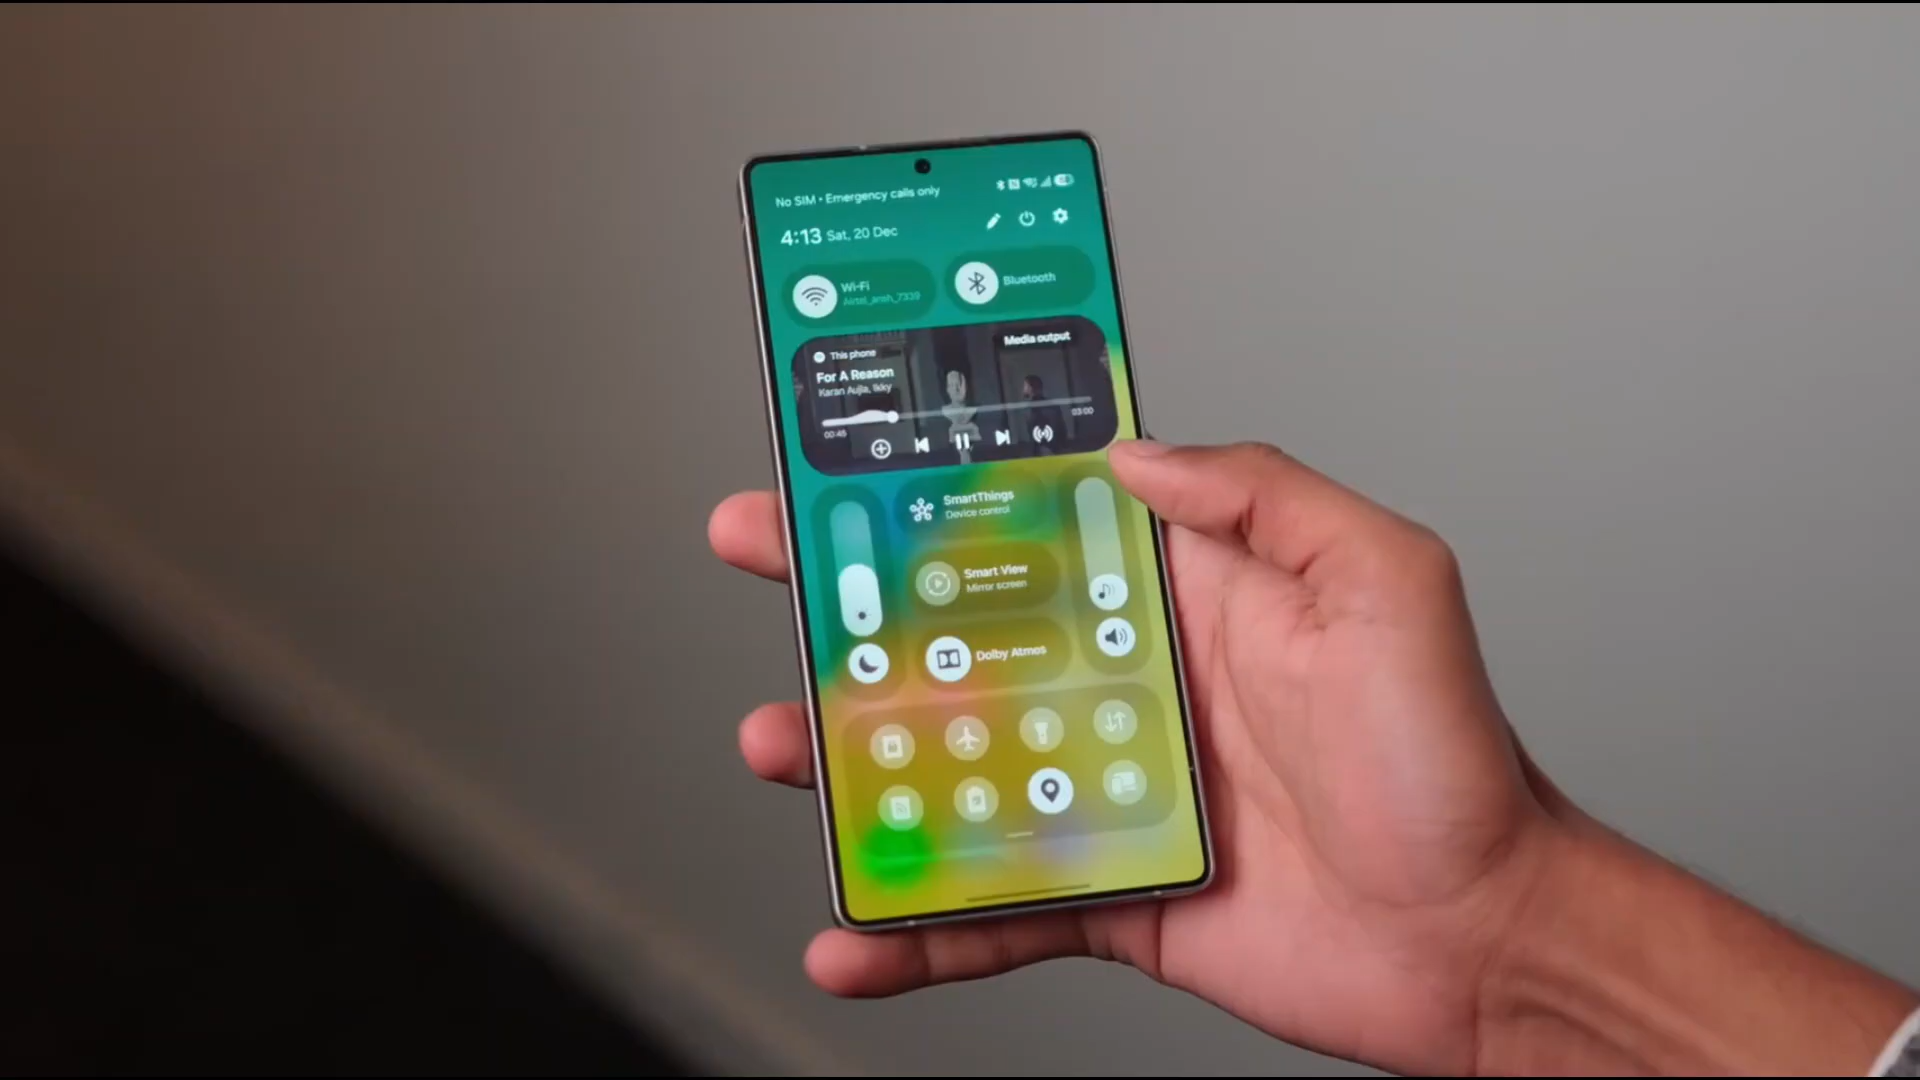 No SIM • Emergency calls only
4:13 Sat, 20 Dec
Wi-Fi
Bluetooth
Airtel_ansh_7339
This phone
Media output
For A Reason
Karan Aujla, Ikky
00:45
03:00
SmartThings
Device control
Smart View
Mirror screen
Dolby Atmos